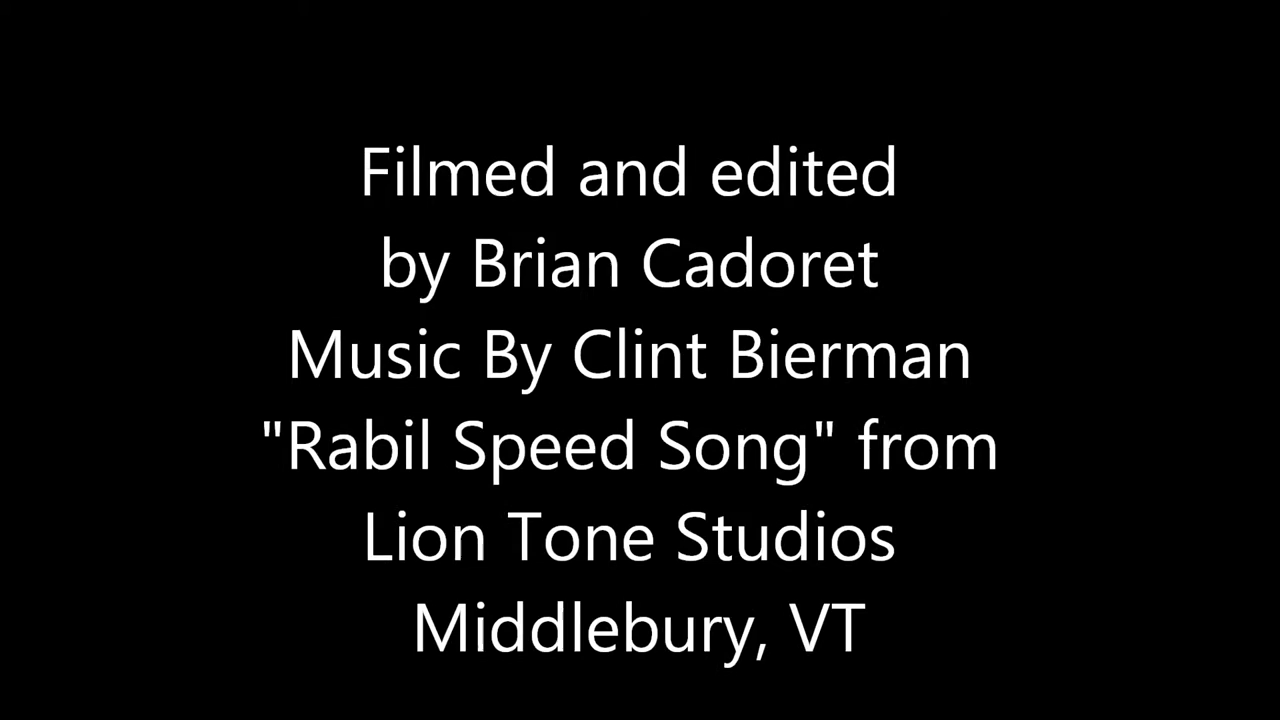 Filmed and edited
by Brian Cadoret
Music By Clint Bierman
"Rabil Speed Song" from
Lion Tone Studios
Middlebury, VT